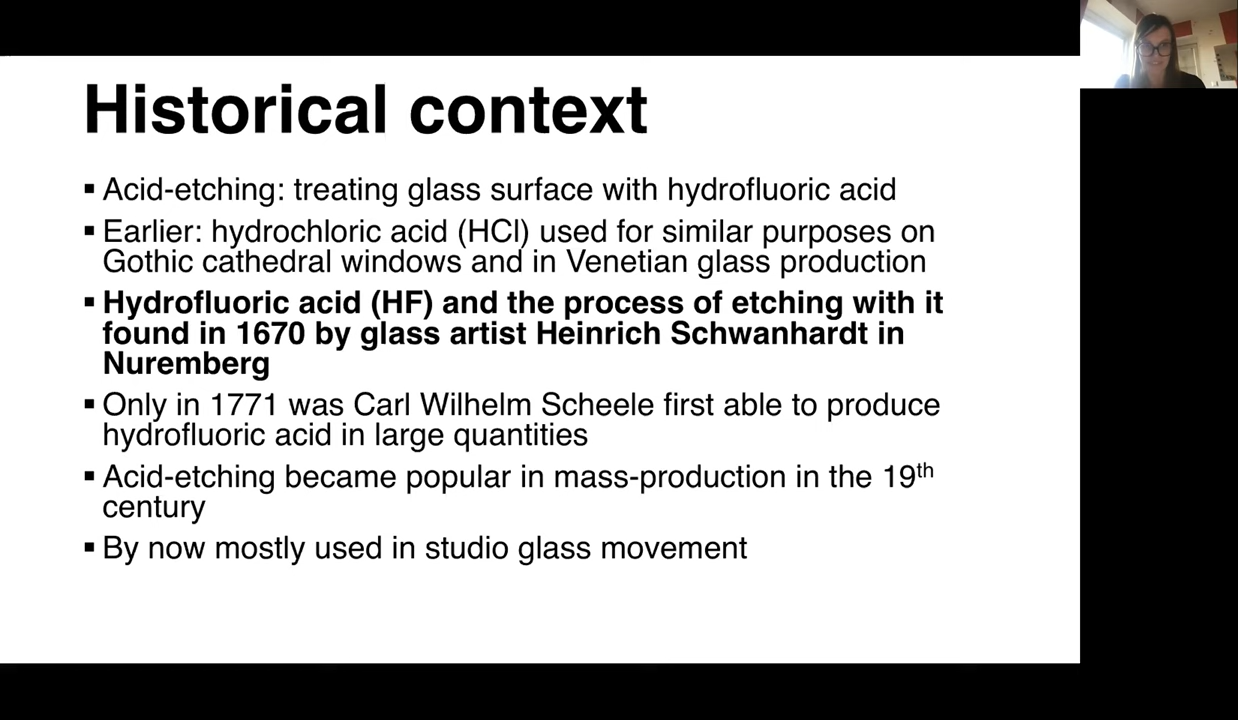 Historical context
▪ Acid-etching: treating glass surface with hydrofluoric acid
▪ Earlier: hydrochloric acid (HCl) used for similar purposes on
Gothic cathedral windows and in Venetian glass production
▪ Hydrofluoric acid (HF) and the process of etching with it
found in 1670 by glass artist Heinrich Schwanhardt in
Nuremberg
▪ Only in 1771 was Carl Wilhelm Scheele first able to produce
hydrofluoric acid in large quantities
▪ Acid-etching became popular in mass-production in the 19th
century
▪ By now mostly used in studio glass movement